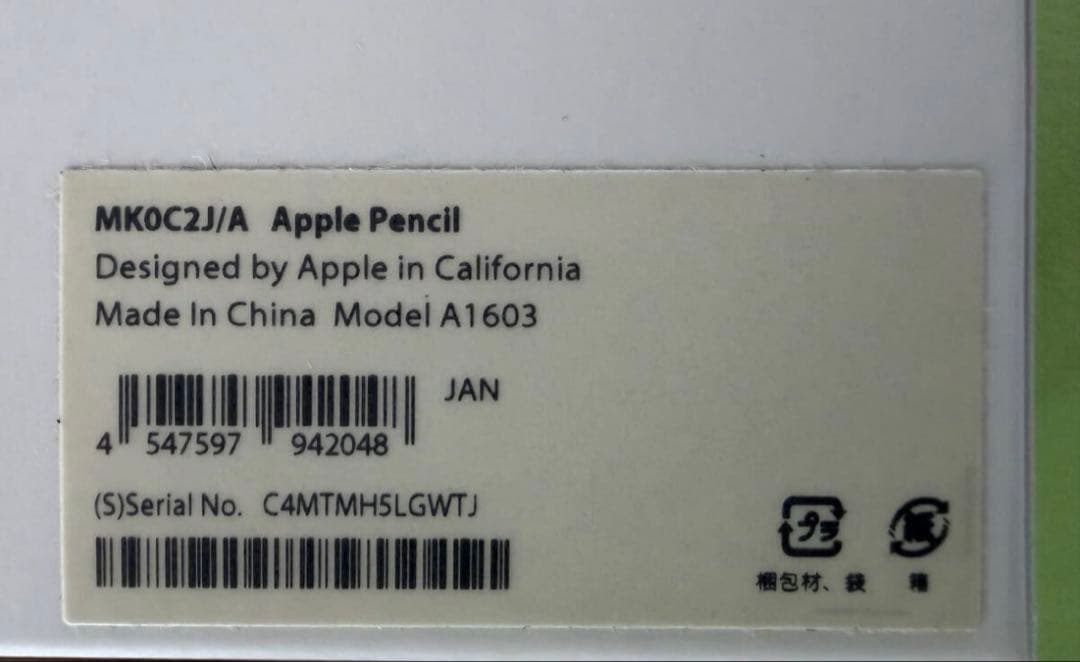 MK0C2J/A Apple Pencil
Designed by Apple in California
Made In China Model A1603
JAN
4 547597 942048
(S)Serial No. C4MTMH5LGWTJ
プラ 紙
梱包材、袋 箱